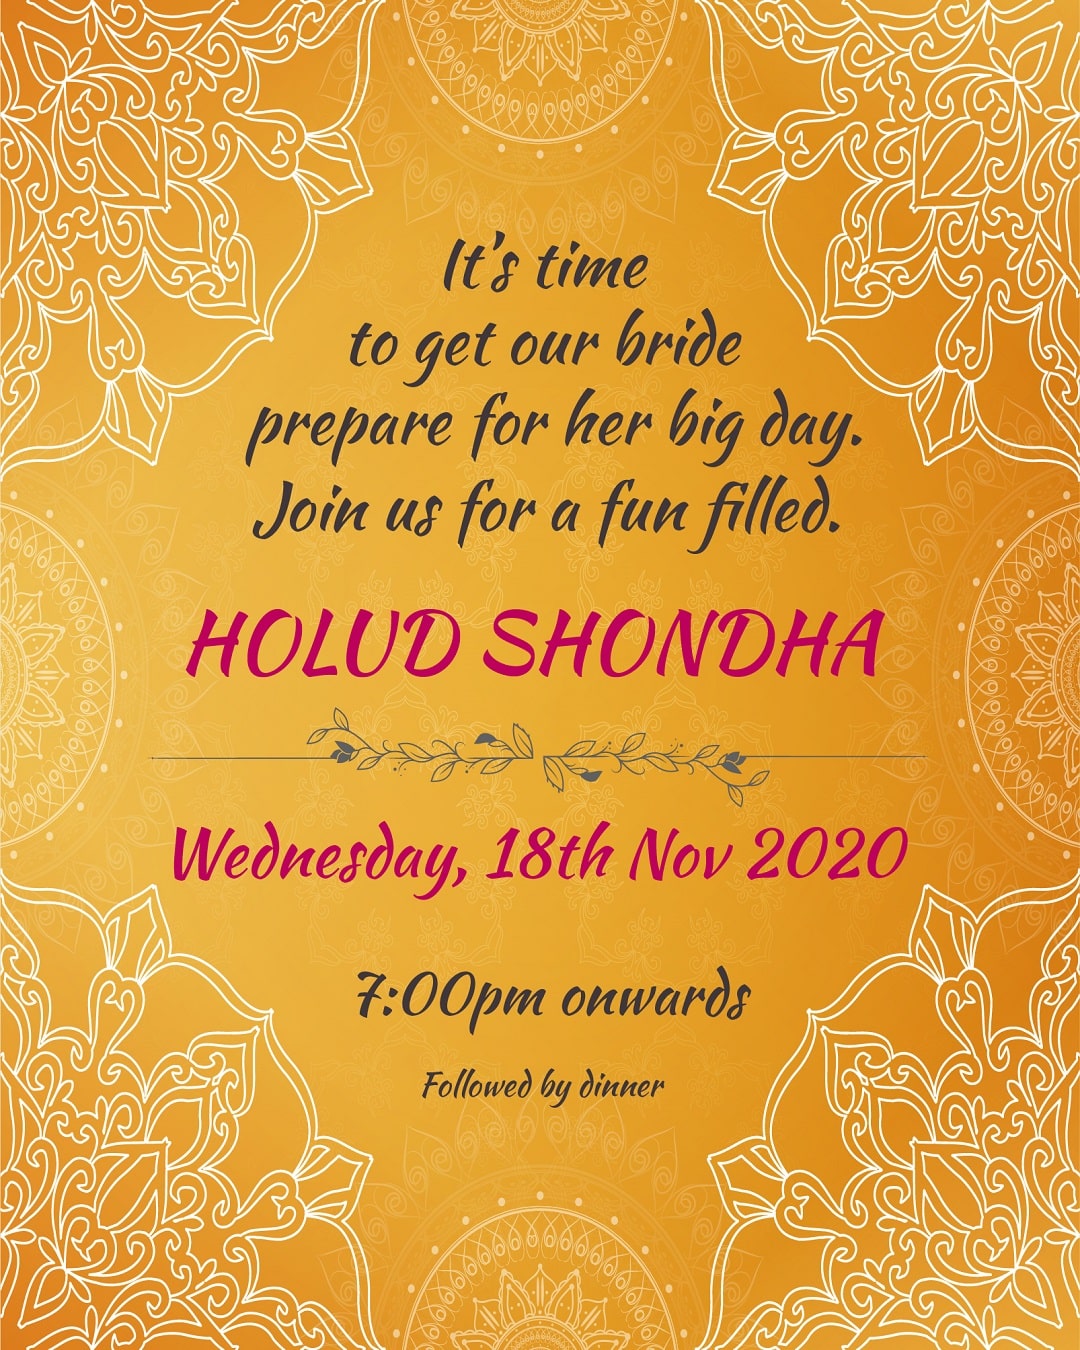 It's time
to get our bride
prepare for her big day.
Join us for a fun filled.
HOLUD SHONDHA
Wednesday, 18th Nov 2020
7:00pm onwards
Followed by dinner